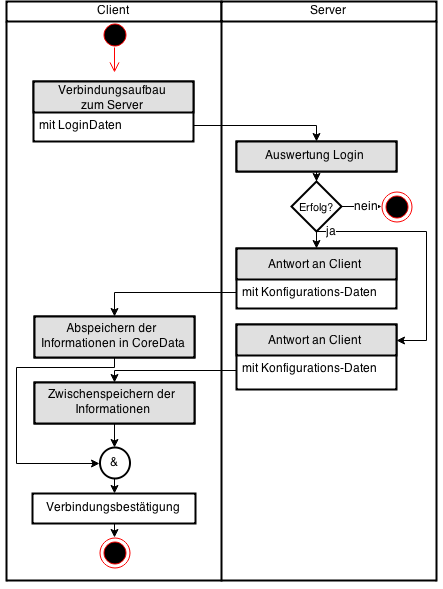 Client
Server
Verbindungsaufbau
zum Server
mit LoginDaten
Auswertung Login
Erfolg?
nein
ja
Antwort an Client
mit Konfigurations-Daten
Abspeichern der
Informationen in CoreData
Antwort an Client
mit Konfigurations-Daten
Zwischenspeichern der
Informationen
&
Verbindungsbestätigung